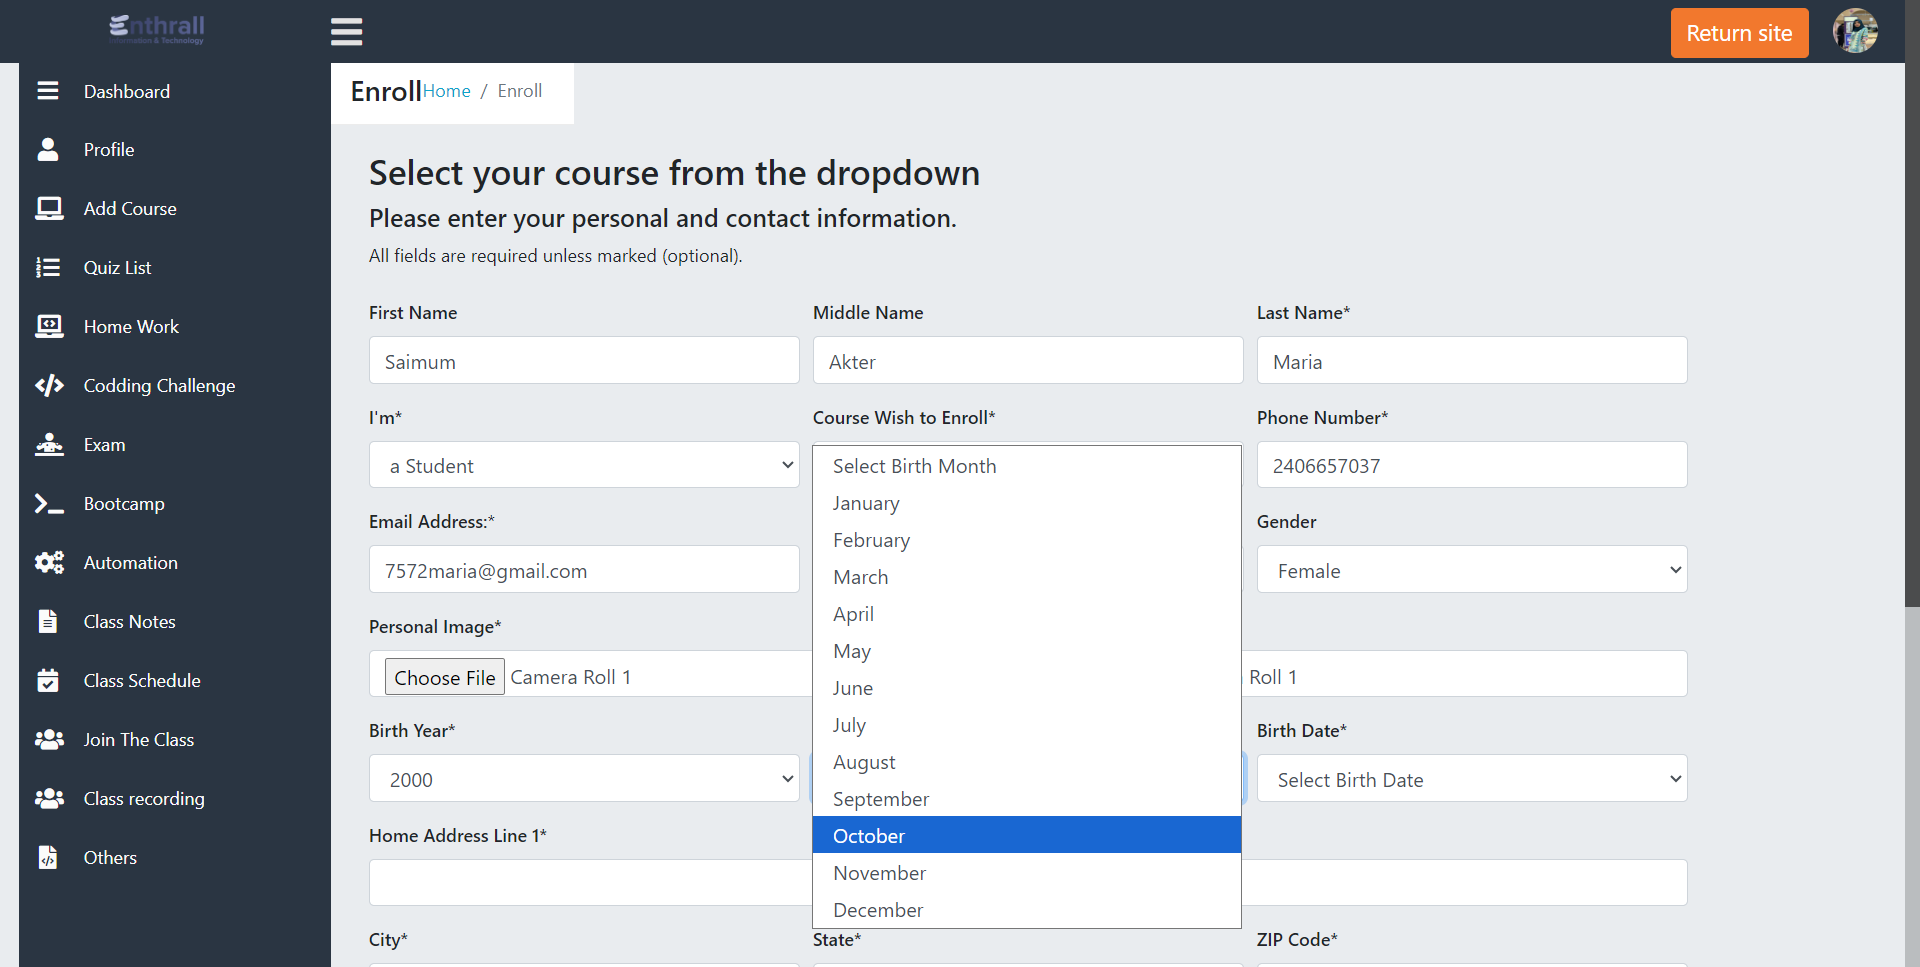 Enthrall
Information & Technology
Return site
Dashboard
Profile
Add Course
Quiz List
Home Work
Codding Challenge
Exam
Bootcamp
Automation
Class Notes
Class Schedule
Join The Class
Class recording
Others
Enroll Home / Enroll
Select your course from the dropdown
Please enter your personal and contact information.
All fields are required unless marked (optional).
First Name
Saimum
Middle Name
Akter
Last Name*
Maria
I'm*
a Student
Course Wish to Enroll*
Phone Number*
2406657037
Email Address:*
7572maria@gmail.com
Gender
Female
Personal Image*
Choose File Camera Roll 1
Roll 1
Birth Year*
2000
Select Birth Month
January
February
March
April
May
June
July
August
September
October
November
December
Birth Date*
Select Birth Date
Home Address Line 1*
City*
State*
ZIP Code*